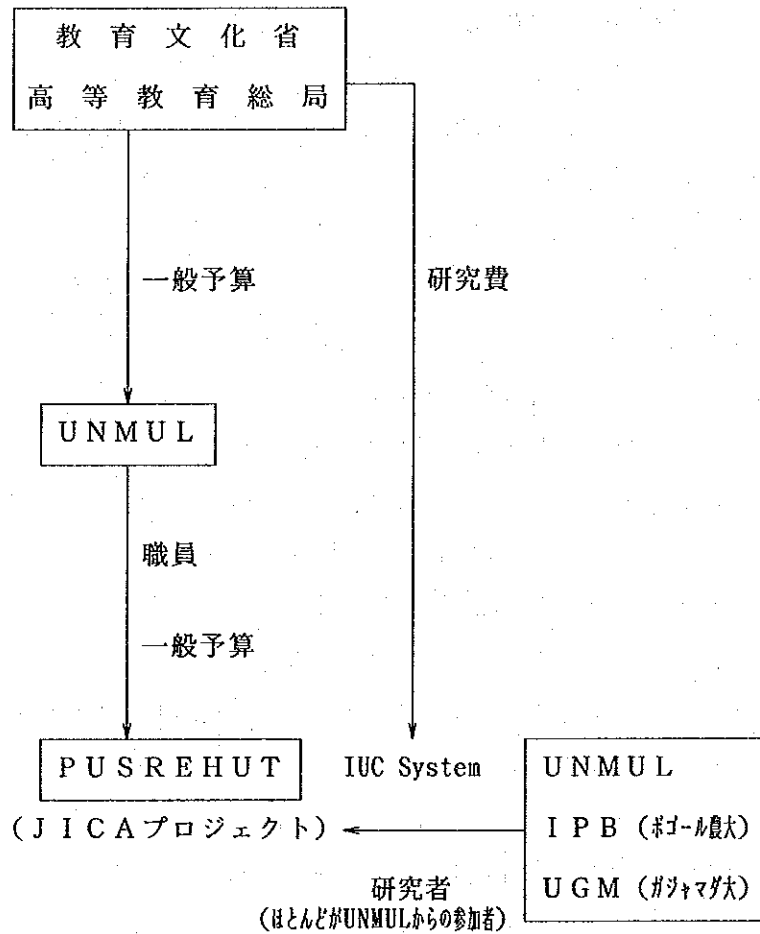 教育文化省
高等教育総局
一般予算
研究費
UNMUL
職員
一般予算
PUSREHUT
(JICAプロジェクト)
IUC System
UNMUL
IPB (ボゴール農大)
UGM (ガジャマダ大)
研究者
(ほとんどがUNMULからの参加者)